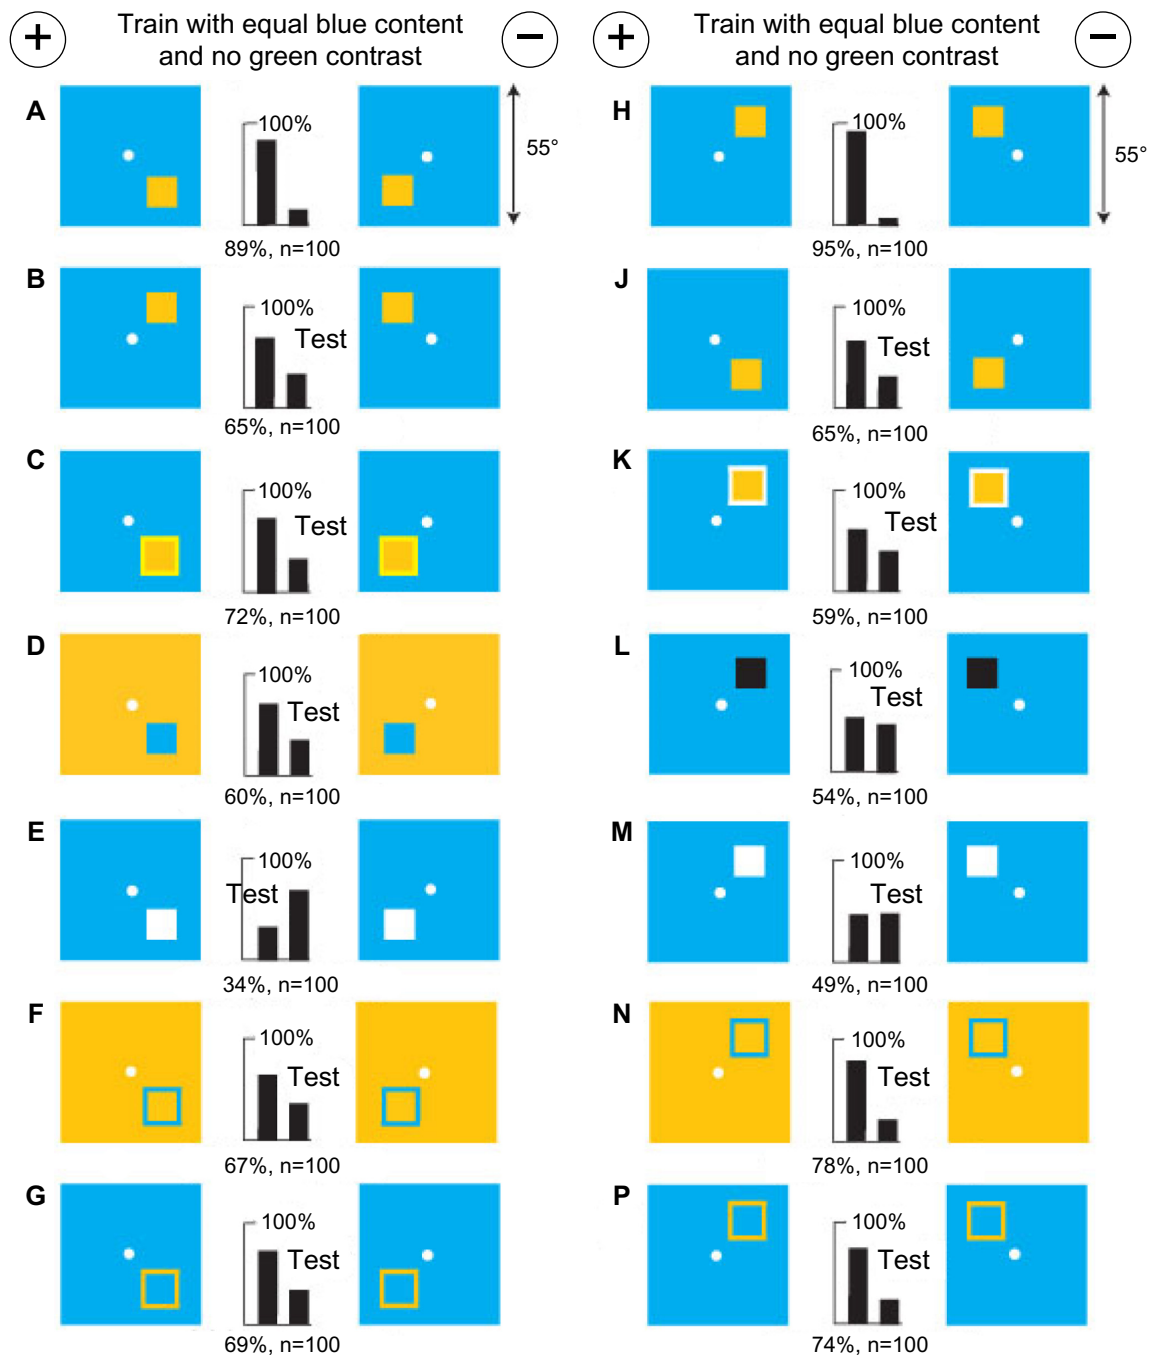 +
Train with equal blue content
and no green contrast
−
+
Train with equal blue content
and no green contrast
−
A
100%
55°
89%, n=100
B
100%
Test
65%, n=100
C
100%
Test
72%, n=100
D
100%
Test
60%, n=100
E
100%
Test
34%, n=100
F
100%
Test
67%, n=100
G
100%
Test
69%, n=100
H
100%
55°
95%, n=100
J
100%
Test
65%, n=100
K
100%
Test
59%, n=100
L
100%
Test
54%, n=100
M
100%
Test
49%, n=100
N
100%
Test
78%, n=100
P
100%
Test
74%, n=100